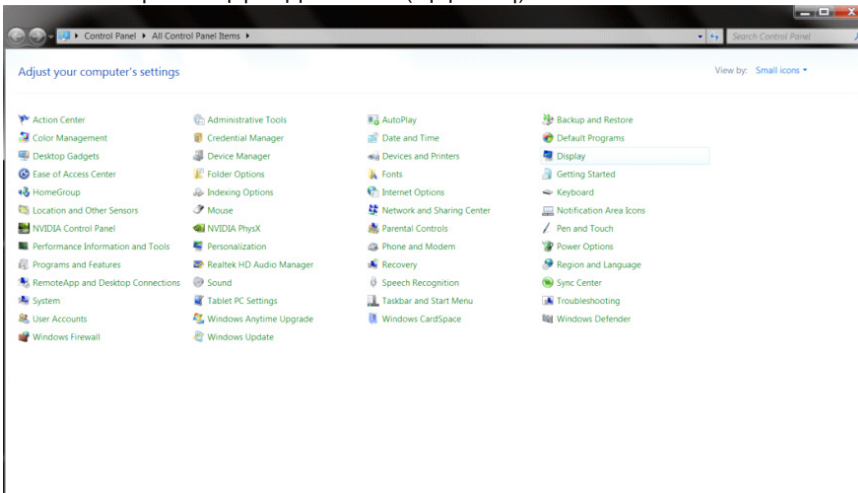 Control Panel ▸ All Control Panel Items ▸ Search Control Panel
Adjust your computer's settings View by: Small icons
Action Center Administrative Tools AutoPlay Backup and Restore
Color Management Credential Manager Date and Time Default Programs
Desktop Gadgets Device Manager Devices and Printers Display
Ease of Access Center Folder Options Fonts Getting Started
HomeGroup Indexing Options Internet Options Keyboard
Location and Other Sensors Mouse Network and Sharing Center Notification Area Icons
NVIDIA Control Panel NVIDIA PhysX Parental Controls Pen and Touch
Performance Information and Tools Personalization Phone and Modem Power Options
Programs and Features Realtek HD Audio Manager Recovery Region and Language
RemoteApp and Desktop Connections Sound Speech Recognition Sync Center
System Tablet PC Settings Taskbar and Start Menu Troubleshooting
User Accounts Windows Anytime Upgrade Windows CardSpace Windows Defender
Windows Firewall Windows Update